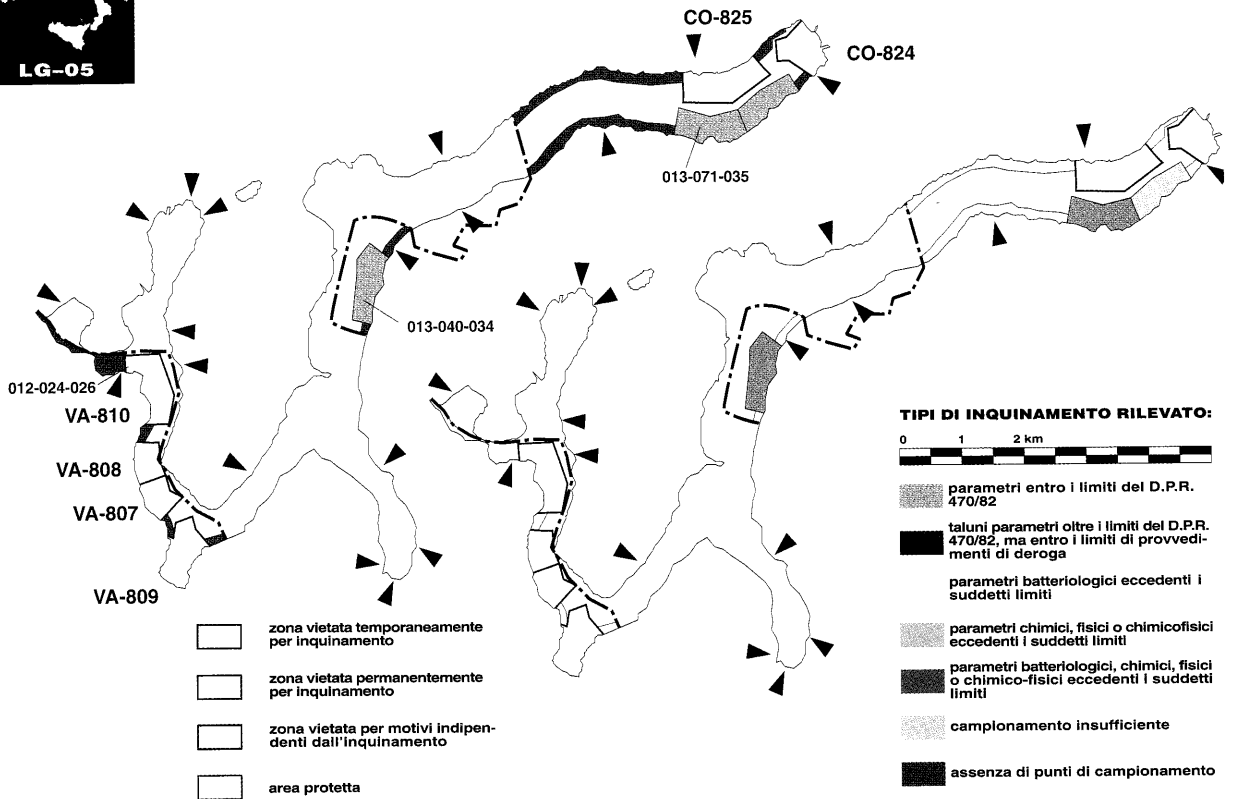 LG-05
CO-825
CO-824
013-071-035
013-040-034
012-024-026
VA-810
VA-808
VA-807
VA-809
zona vietata temporaneamente
per inquinamento
zona vietata permanentemente
per inquinamento
zona vietata per motivi indipen-
denti dall'inquinamento
area protetta
TIPI DI INQUINAMENTO RILEVATO:
0 1 2 km
parametri entro i limiti del D.P.R.
470/82
taluni parametri oltre i limiti del D.P.R.
470/82, ma entro i limiti di provvedi-
menti di deroga
parametri batteriologici eccedenti i
suddetti limiti
parametri chimici, fisici o chimicofisici
eccedenti i suddetti limiti
parametri batteriologici, chimici, fisici
o chimico-fisici eccedenti i suddetti
limiti
campionamento insufficiente
assenza di punti di campionamento